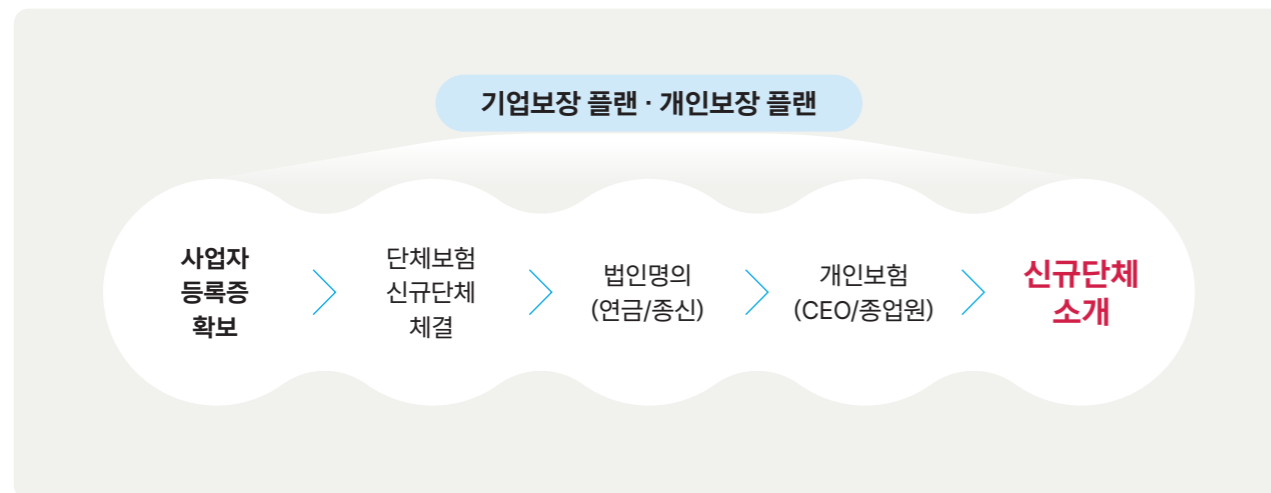 기업보장 플랜 · 개인보장 플랜
사업자
등록증
확보
단체보험
신규단체
체결
법인명의
(연금/종신)
개인보험
(CEO/종업원)
신규단체
소개